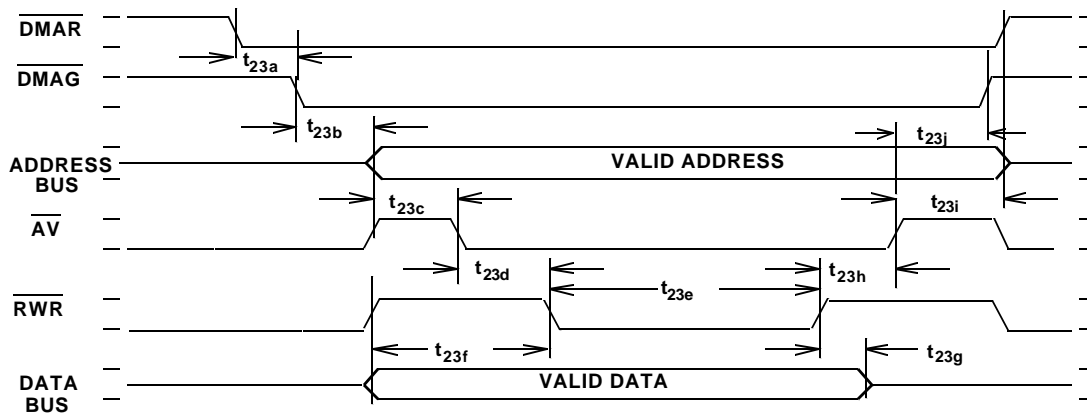 DMAR
t23a
DMAG
t23b
t23j
ADDRESS
BUS
VALID ADDRESS
t23c
t23i
AV
t23d
t23h
t23e
RWR
t23f
t23g
DATA
BUS
VALID DATA